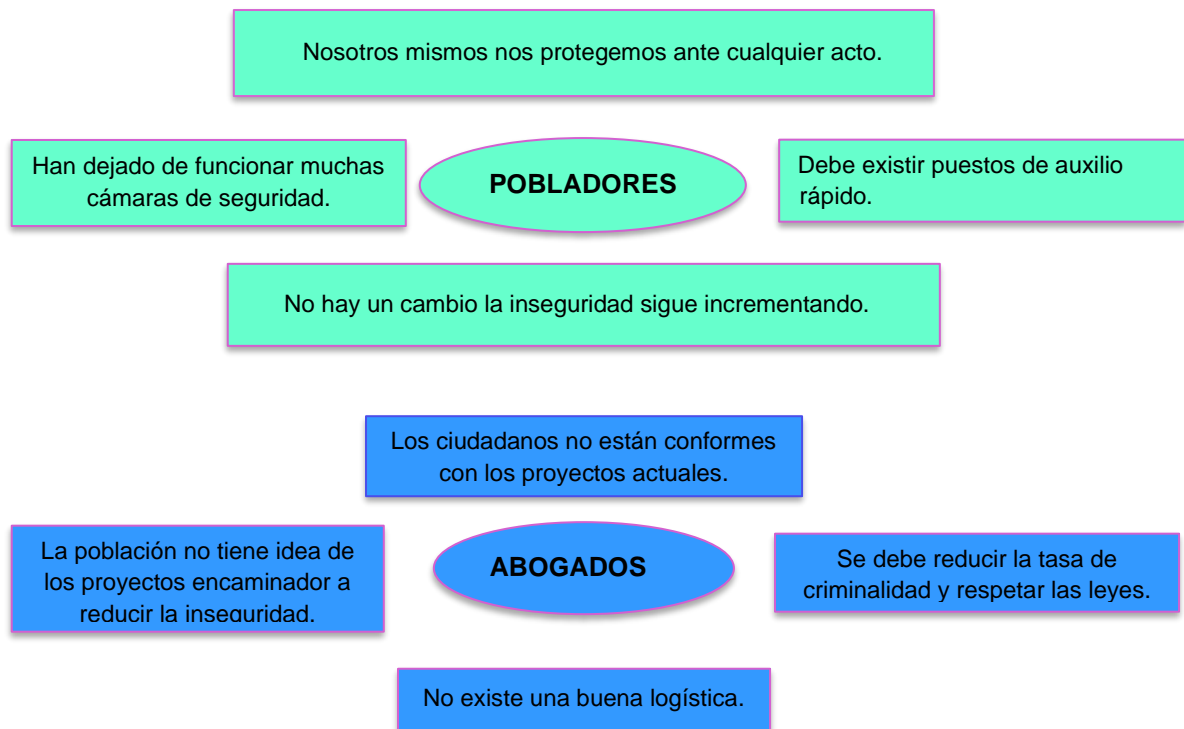 Nosotros mismos nos protegemos ante cualquier acto.
Han dejado de funcionar muchas
cámaras de seguridad.
POBLADORES
Debe existir puestos de auxilio
rápido.
No hay un cambio la inseguridad sigue incrementando.
Los ciudadanos no están conformes
con los proyectos actuales.
La población no tiene idea de
los proyectos encaminador a
reducir la inseguridad.
ABOGADOS
Se debe reducir la tasa de
criminalidad y respetar las leyes.
No existe una buena logística.